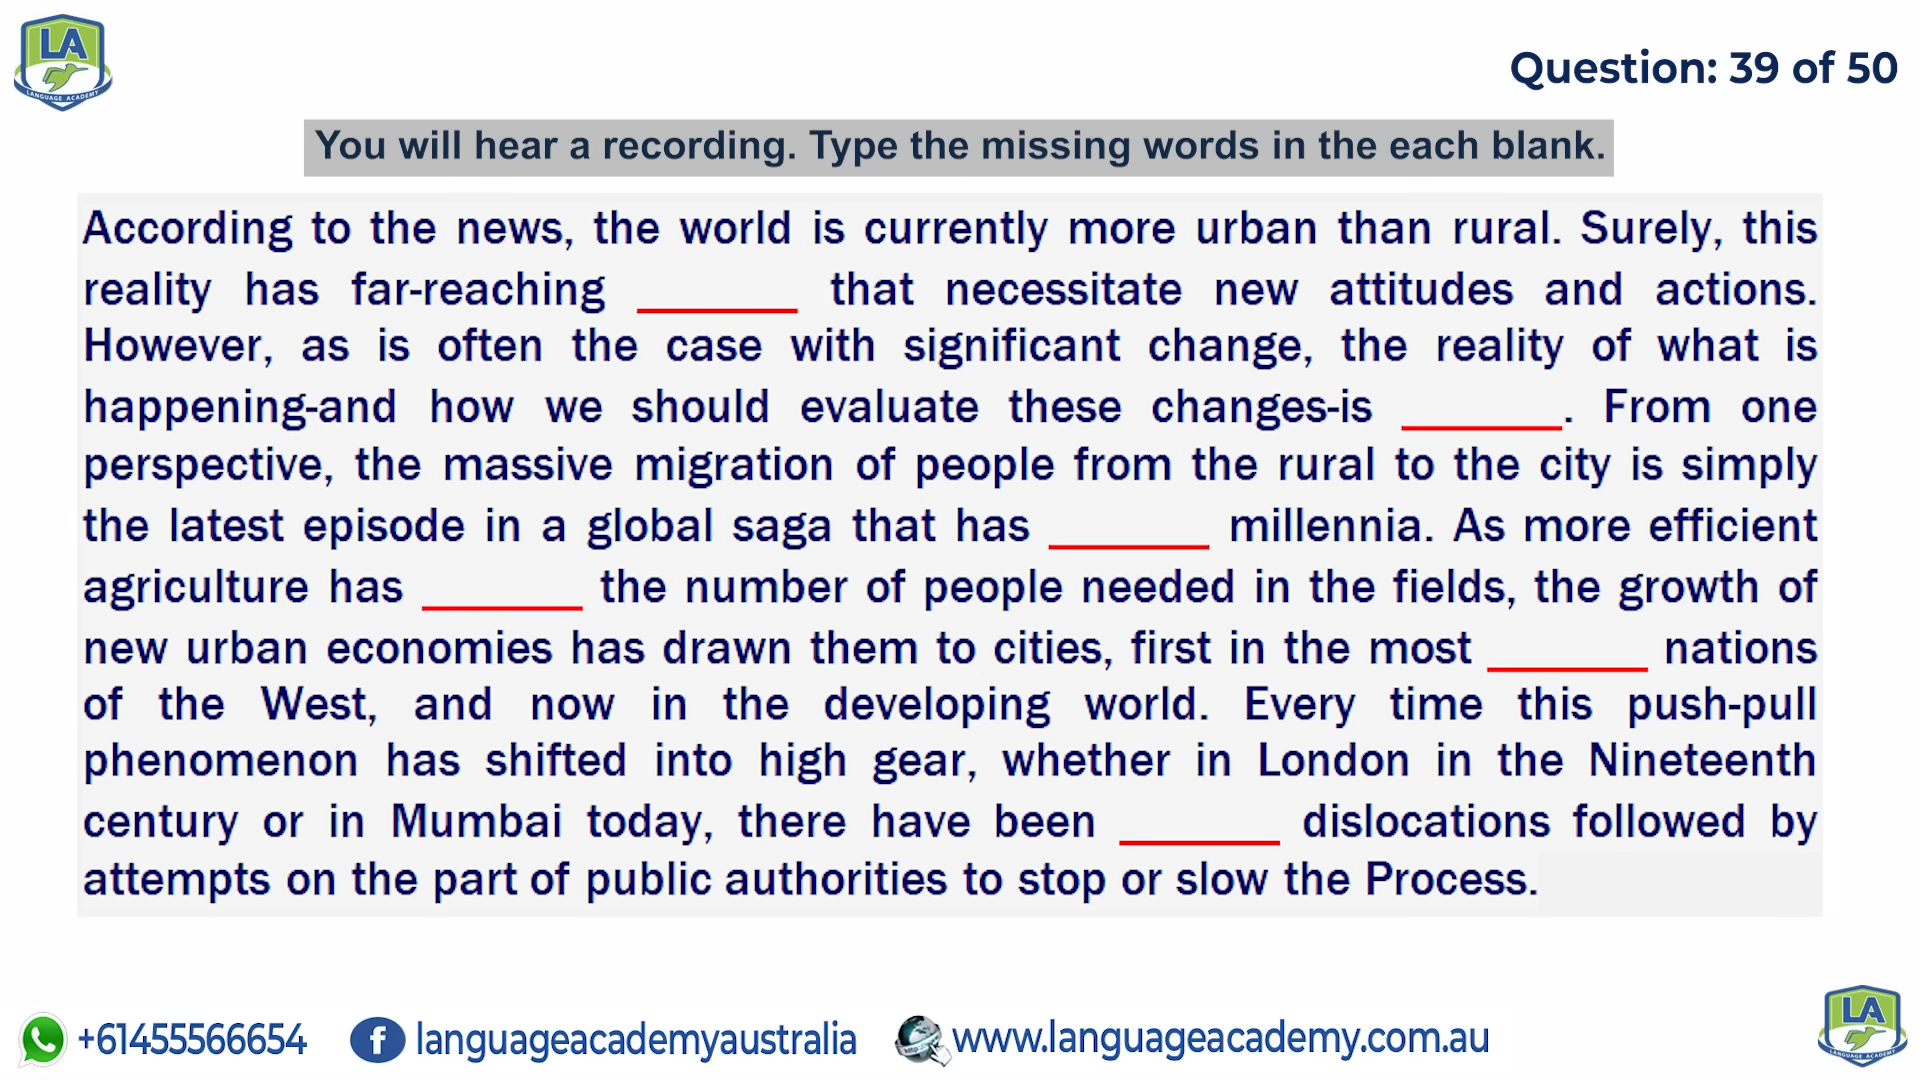 LA
LANGUAGE ACADEMY
Question: 39 of 50
You will hear a recording. Type the missing words in the each blank.
According to the news, the world is currently more urban than rural. Surely, this
reality has far-reaching _______ that necessitate new attitudes and actions.
However, as is often the case with significant change, the reality of what is
happening-and how we should evaluate these changes-is _______. From one
perspective, the massive migration of people from the rural to the city is simply
the latest episode in a global saga that has _______ millennia. As more efficient
agriculture has _______ the number of people needed in the fields, the growth of
new urban economies has drawn them to cities, first in the most _______ nations
of the West, and now in the developing world. Every time this push-pull
phenomenon has shifted into high gear, whether in London in the Nineteenth
century or in Mumbai today, there have been _______ dislocations followed by
attempts on the part of public authorities to stop or slow the Process.
+61455566654 languageacademyaustralia www.languageacademy.com.au
http
LA
LANGUAGE ACADEMY